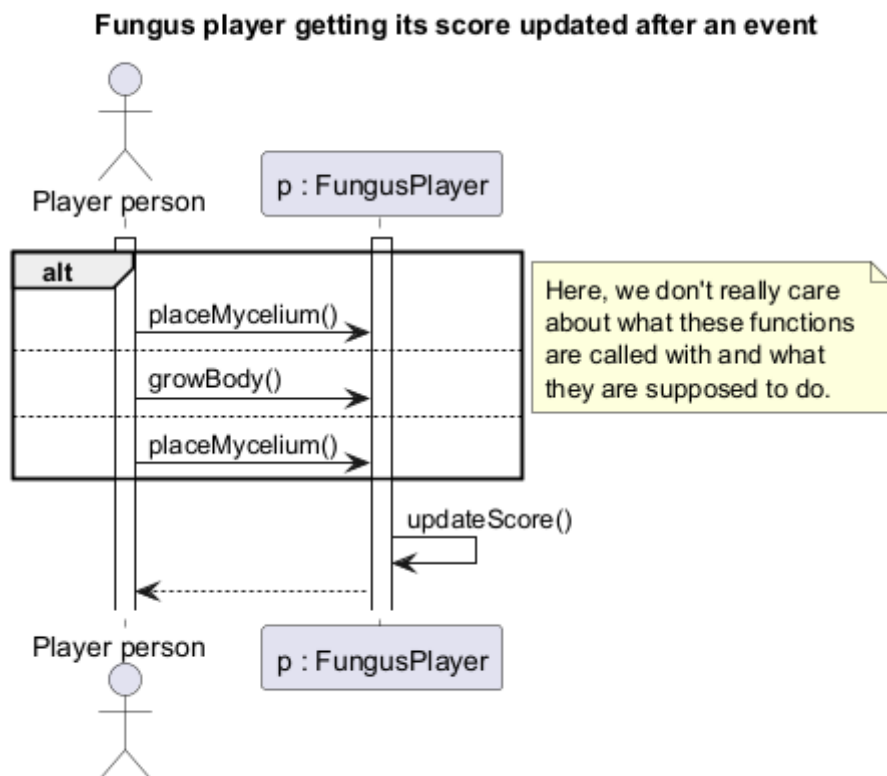 Fungus player getting its score updated after an event
Player person
p : FungusPlayer
alt
placeMycelium()
growBody()
placeMycelium()
Here, we don't really care
about what these functions
are called with and what
they are supposed to do.
updateScore()
Player person
p : FungusPlayer